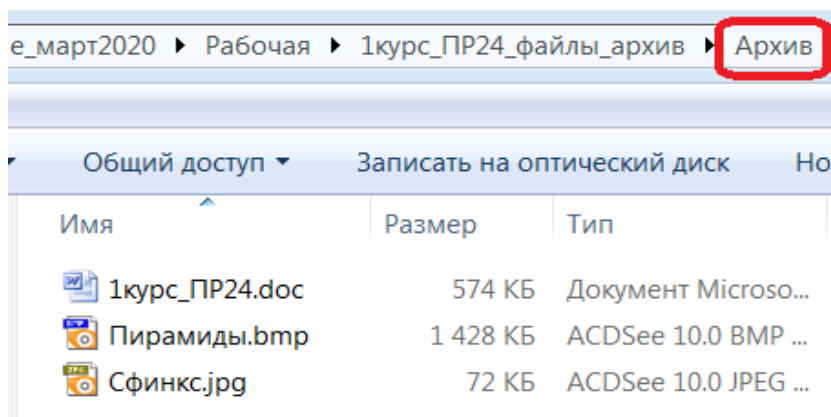 е_март2020 ▸ Рабочая ▸ 1курс_ПР24_файлы_архив ▸ Архив
Общий доступ ▾ Записать на оптический диск Но
Имя Размер Тип
1курс_ПР24.doc 574 КБ Документ Microso...
Пирамиды.bmp 1 428 КБ ACDSee 10.0 BMP ...
Сфинкс.jpg 72 КБ ACDSee 10.0 JPEG ...